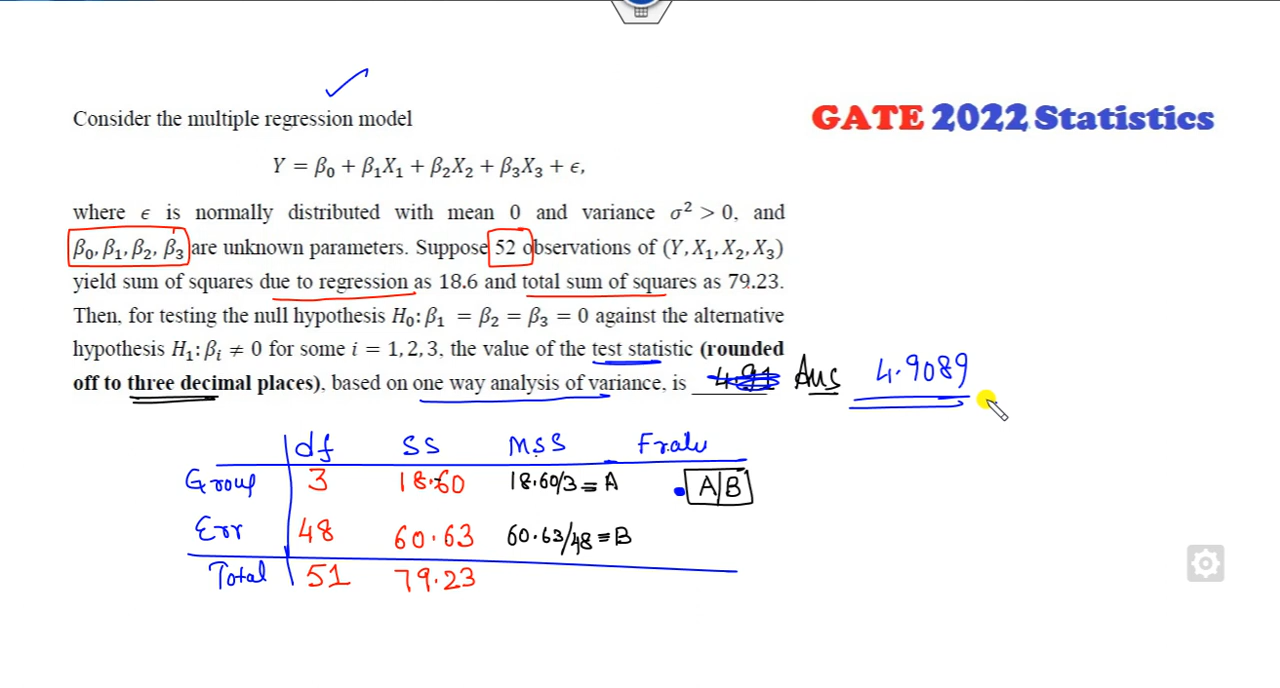 Consider the multiple regression model
GATE 2022 Statistics
Y = β₀ + β₁X₁ + β₂X₂ + β₃X₃ + ϵ,
where ϵ is normally distributed with mean 0 and variance σ² > 0, and
β₀, β₁, β₂, β₃ are unknown parameters. Suppose 52 observations of (Y, X₁, X₂, X₃)
yield sum of squares due to regression as 18.6 and total sum of squares as 79.23.
Then, for testing the null hypothesis H₀: β₁ = β₂ = β₃ = 0 against the alternative
hypothesis H₁: βᵢ ≠ 0 for some i = 1, 2, 3, the value of the test statistic (rounded
off to three decimal places), based on one way analysis of variance, is ______ Ans 4.9089
df SS MSS
Group 3 18.60 18.60/3 = A A/B
Err 48 60.63 60.63/48 = B
Total 51 79.23